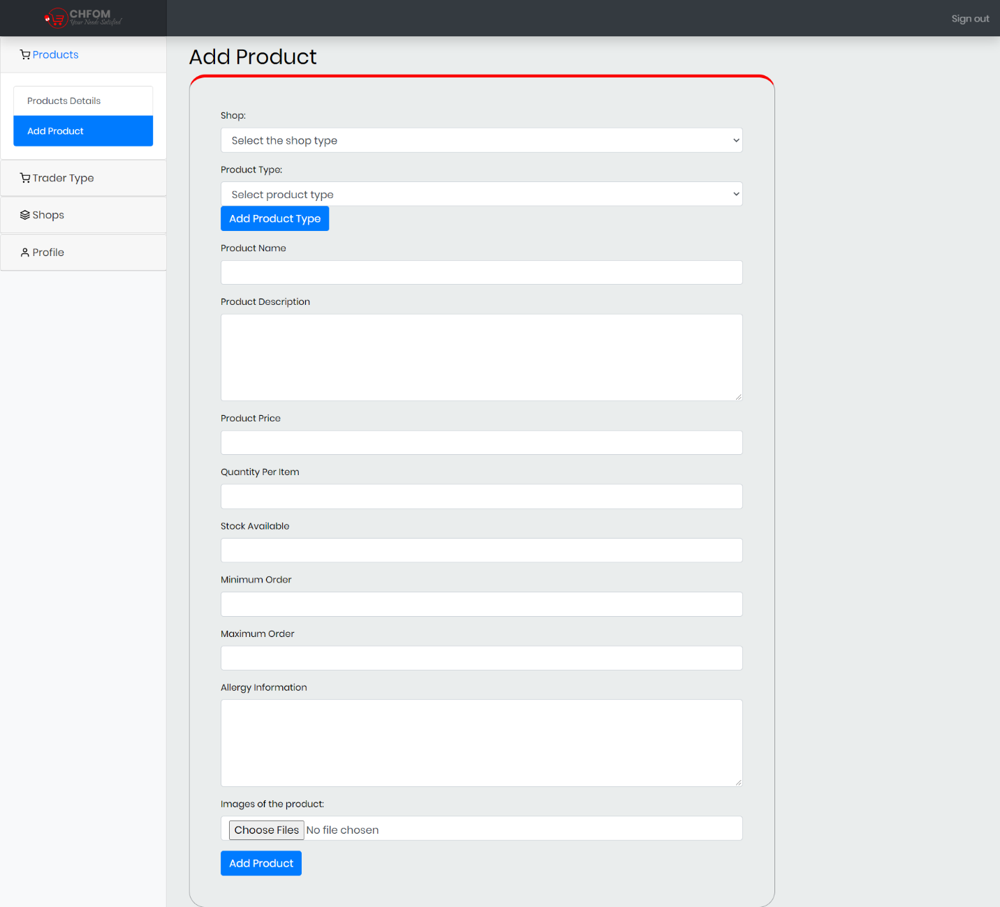 CHFOM
Your Needs Satisfied
Sign out
Products
Products Details
Add Product
Trader Type
Shops
Profile
Add Product
Shop:
Select the shop type
Product Type:
Select product type
Add Product Type
Product Name
Product Description
Product Price
Quantity Per Item
Stock Available
Minimum Order
Maximum Order
Allergy Information
Images of the product:
Choose Files No file chosen
Add Product